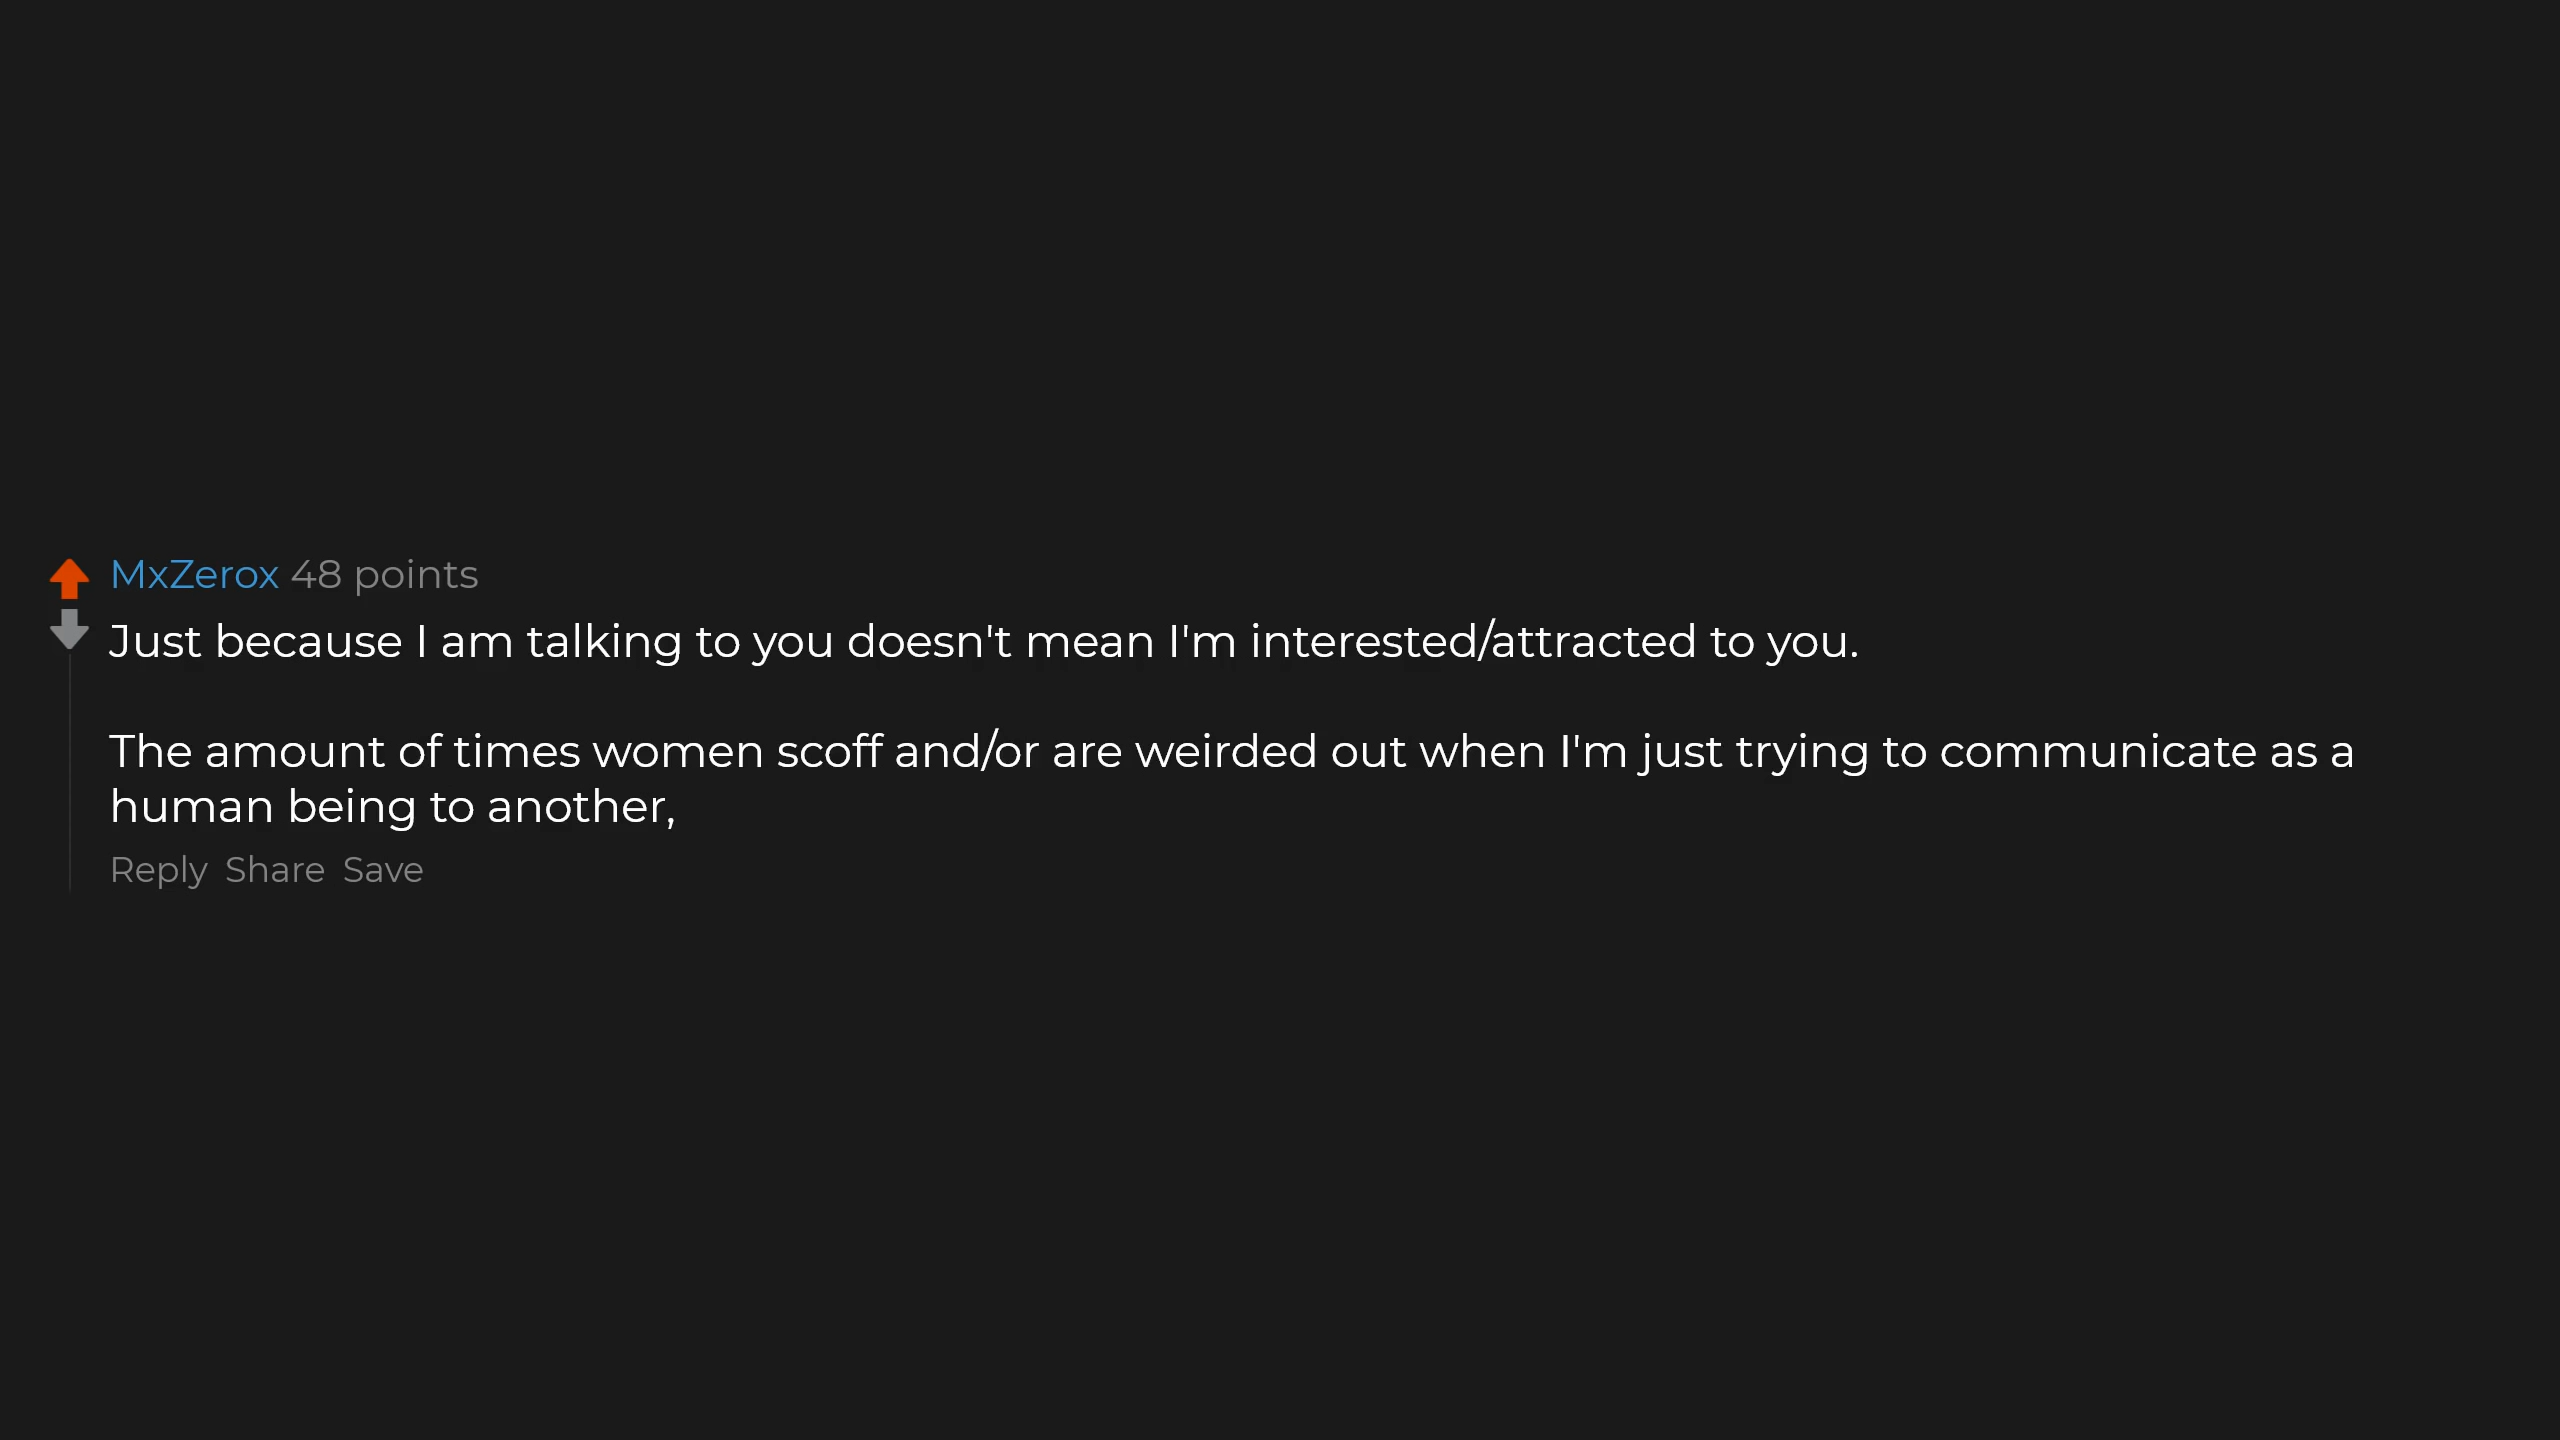 MxZerox 48 points
Just because I am talking to you doesn't mean I'm interested/attracted to you.
The amount of times women scoff and/or are weirded out when I'm just trying to communicate as a
human being to another,
Reply Share Save